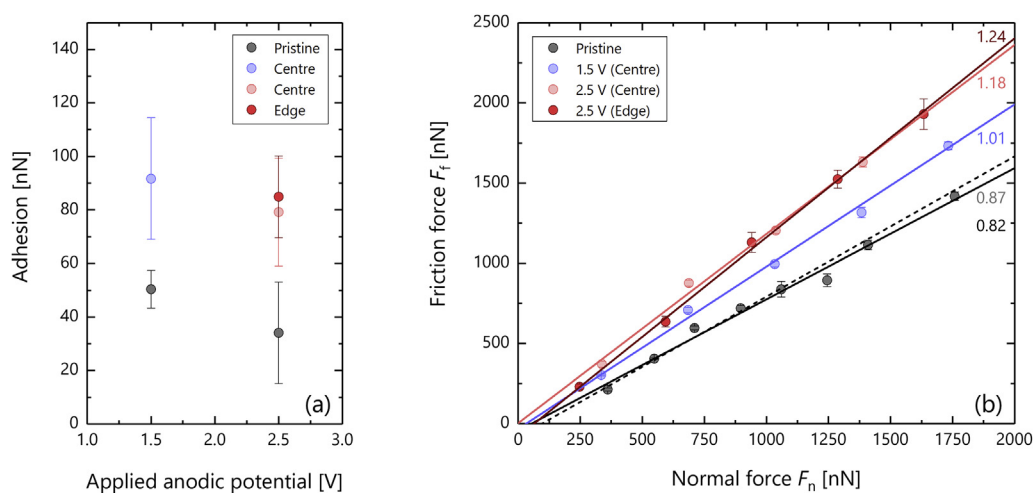 140
120
100
80
60
40
20
0
Adhesion [nN]
Pristine
Centre
Centre
Edge
(a)
1.0 1.5 2.0 2.5 3.0
Applied anodic potential [V]
2500
2000
1500
1000
500
0
Friction force Ff [nN]
Pristine
1.5 V (Centre)
2.5 V (Centre)
2.5 V (Edge)
1.24
1.18
1.01
0.87
0.82
(b)
0 250 500 750 1000 1250 1500 1750 2000
Normal force Fn [nN]